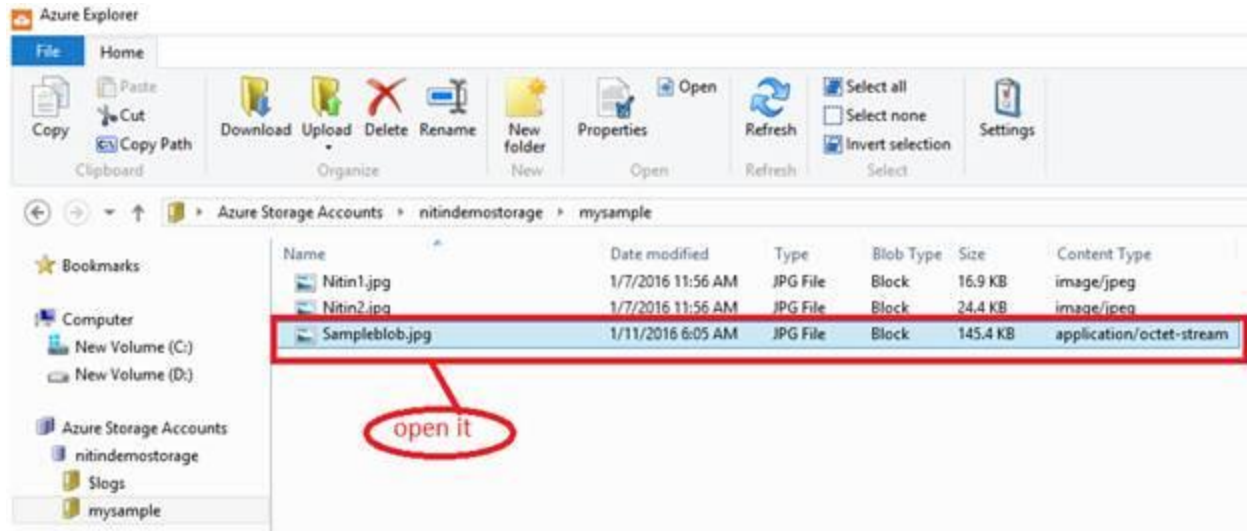 Azure Explorer
File Home
Copy
Paste
Cut
Copy Path
Clipboard
Download Upload Delete Rename
Organize
New folder
New
Properties
Open
Open
Refresh
Refresh
Select all
Select none
Invert selection
Select
Settings
Azure Storage Accounts nitindemostorage mysample
Bookmarks
Computer
New Volume (C:)
New Volume (D:)
Azure Storage Accounts
nitindemostorage
$logs
mysample
Name Date modified Type Blob Type Size Content Type
Nitin1.jpg 1/7/2016 11:56 AM JPG File Block 16.9 KB image/jpeg
Nitin2.jpg 1/7/2016 11:56 AM JPG File Block 24.4 KB image/jpeg
Sampleblob.jpg 1/11/2016 6:05 AM JPG File Block 145.4 KB application/octet-stream
open it